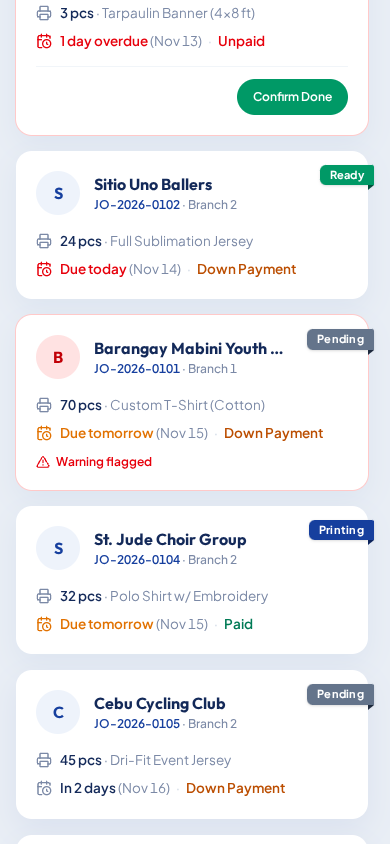 3 pcs · Tarpaulin Banner (4×8 ft)
1 day overdue (Nov 13) · Unpaid
Confirm Done
Ready
S
Sitio Uno Ballers
JO-2026-0102 · Branch 2
24 pcs · Full Sublimation Jersey
Due today (Nov 14) · Down Payment
Pending
B
Barangay Mabini Youth ...
JO-2026-0101 · Branch 1
70 pcs · Custom T-Shirt (Cotton)
Due tomorrow (Nov 15) · Down Payment
Warning flagged
Printing
S
St. Jude Choir Group
JO-2026-0104 · Branch 2
32 pcs · Polo Shirt w/ Embroidery
Due tomorrow (Nov 15) · Paid
Pending
C
Cebu Cycling Club
JO-2026-0105 · Branch 2
45 pcs · Dri-Fit Event Jersey
In 2 days (Nov 16) · Down Payment